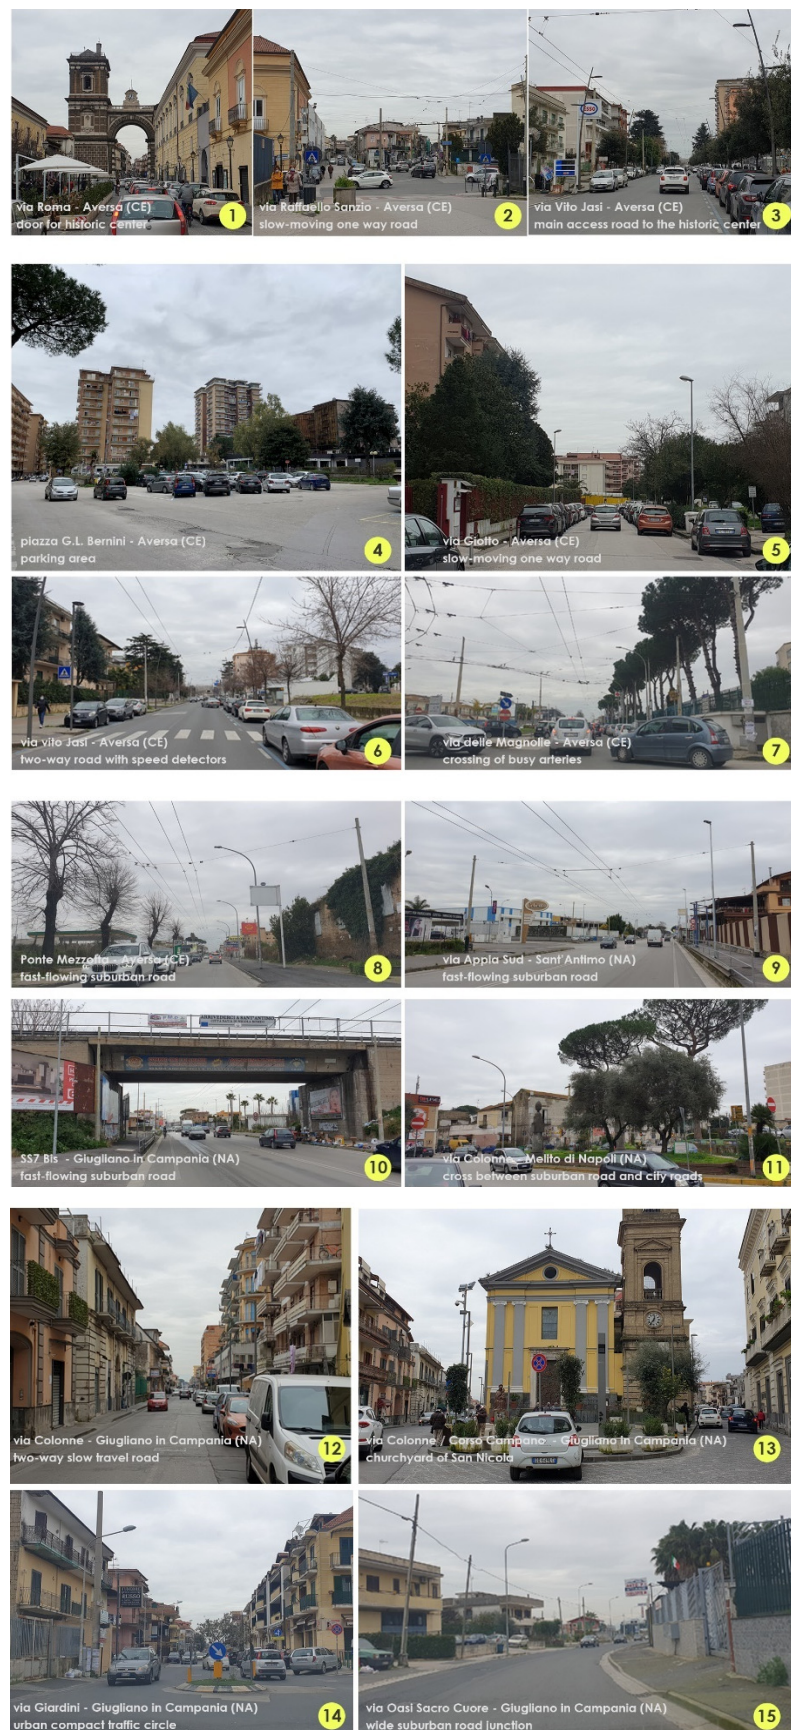 via Roma - Aversa (CE)
door for historic center
1
via Raffaello Sanzio - Aversa (CE)
slow-moving one way road
2
ESSO
via Vito Jasi - Aversa (CE)
main access road to the historic center
3
piazza G.L. Bernini - Aversa (CE)
parking area
4
via Giotto - Aversa (CE)
slow-moving one way road
5
via vito Jasi - Aversa (CE)
two-way road with speed detectors
6
via delle Magnolie - Aversa (CE)
crossing of busy arteries
7
Ponte Mezzotta - Aversa (CE)
fast-flowing suburban road
8
via Appia Sud - Sant'Antimo (NA)
fast-flowing suburban road
9
SS7 Bis - Giugliano in Campania (NA)
fast-flowing suburban road
10
via Colonne - Melito di Napoli (NA)
cross between suburban road and city roads
11
via Colonne - Giugliano in Campania (NA)
two-way slow travel road
12
via Colonne - Corso Campano - Giugliano in Campania (NA)
churchyard of San Nicola
13
via Giardini - Giugliano in Campania (NA)
urban compact traffic circle
14
via Oasi Sacro Cuore - Giugliano in Campania (NA)
wide suburban road junction
15